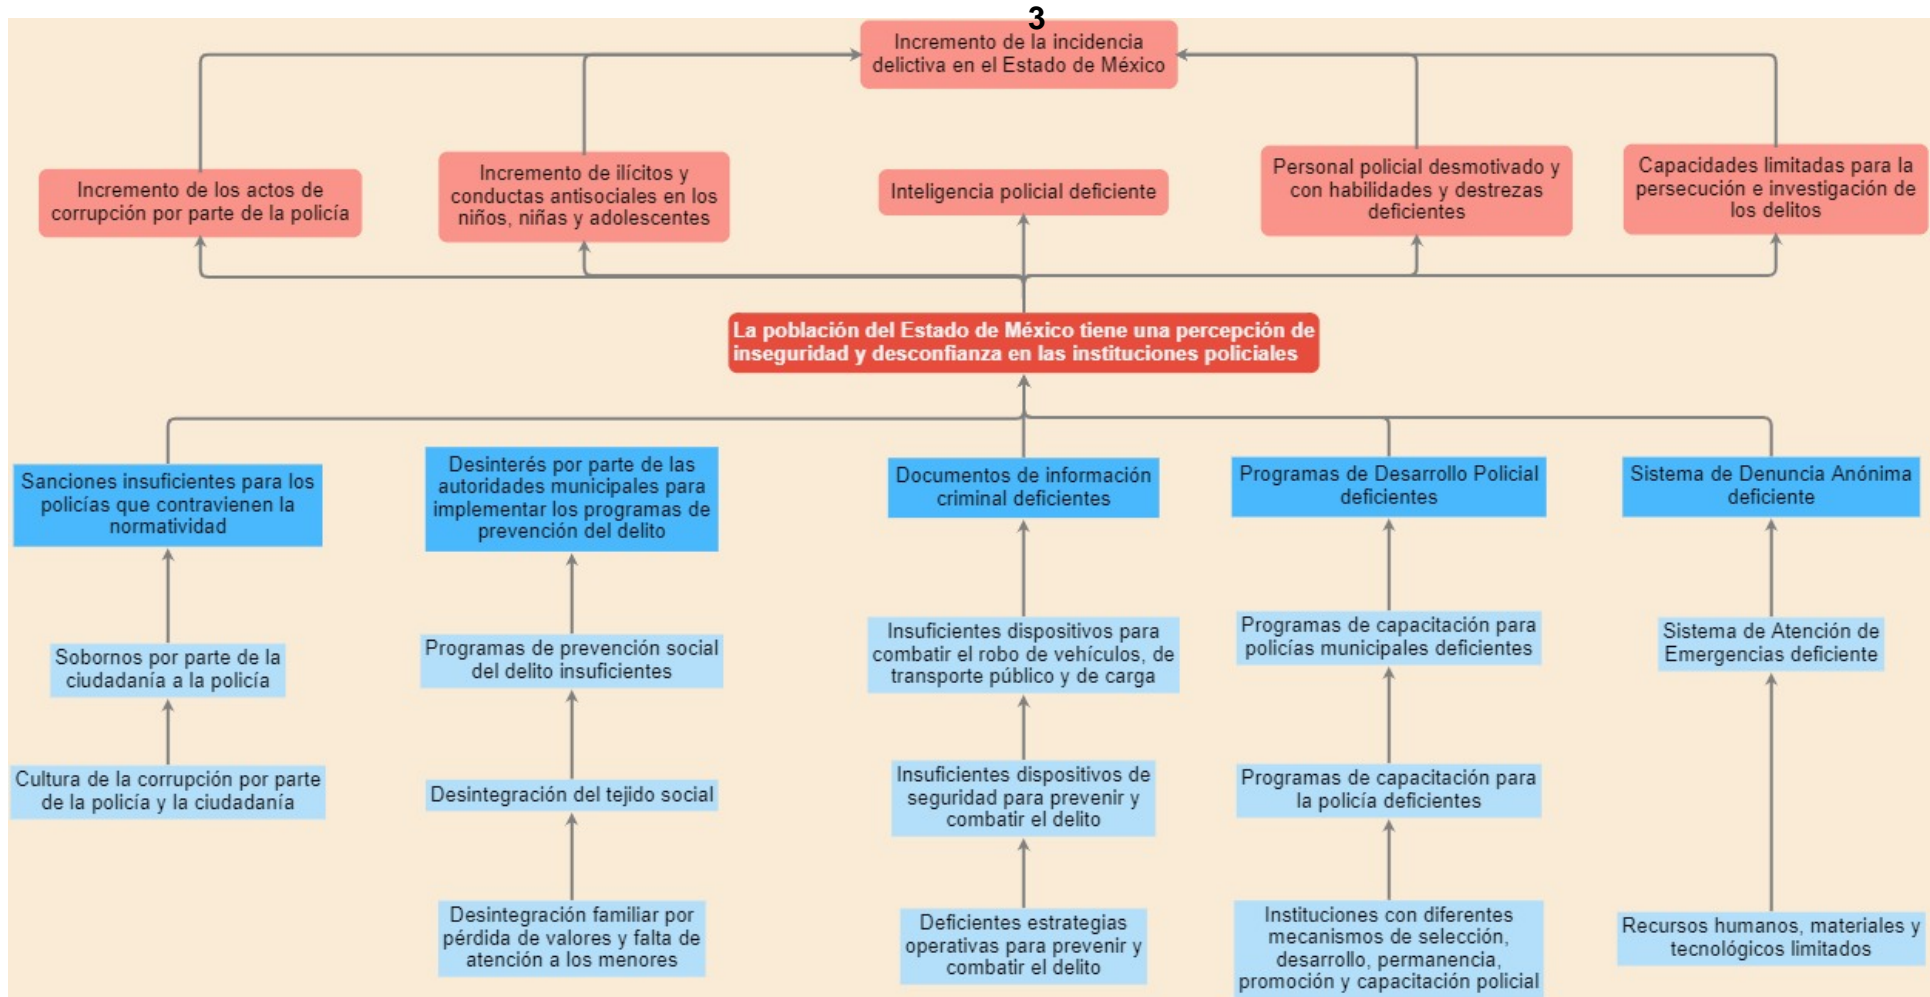 3
Incremento de la incidencia
delictiva en el Estado de México
Incremento de los actos de
corrupción por parte de la policía
Incremento de ilícitos y
conductas antisociales en los
niños, niñas y adolescentes
Inteligencia policial deficiente
Personal policial desmotivado y
con habilidades y destrezas
deficientes
Capacidades limitadas para la
persecución e investigación de
los delitos
La población del Estado de México tiene una percepción de
inseguridad y desconfianza en las instituciones policiales
Sanciones insuficientes para los
policías que contravienen la
normatividad
Desinterés por parte de las
autoridades municipales para
implementar los programas de
prevención del delito
Documentos de información
criminal deficientes
Programas de Desarrollo Policial
deficientes
Sistema de Denuncia Anónima
deficiente
Sobornos por parte de la
ciudadanía a la policía
Programas de prevención social
del delito insuficientes
Insuficientes dispositivos para
combatir el robo de vehículos, de
transporte público y de carga
Programas de capacitación para
policías municipales deficientes
Sistema de Atención de
Emergencias deficiente
Cultura de la corrupción por parte
de la policía y la ciudadanía
Desintegración del tejido social
Insuficientes dispositivos de
seguridad para prevenir y
combatir el delito
Programas de capacitación para
la policía deficientes
Desintegración familiar por
pérdida de valores y falta de
atención a los menores
Deficientes estrategias
operativas para prevenir y
combatir el delito
Instituciones con diferentes
mecanismos de selección,
desarrollo, permanencia,
promoción y capacitación policial
Recursos humanos, materiales y
tecnológicos limitados